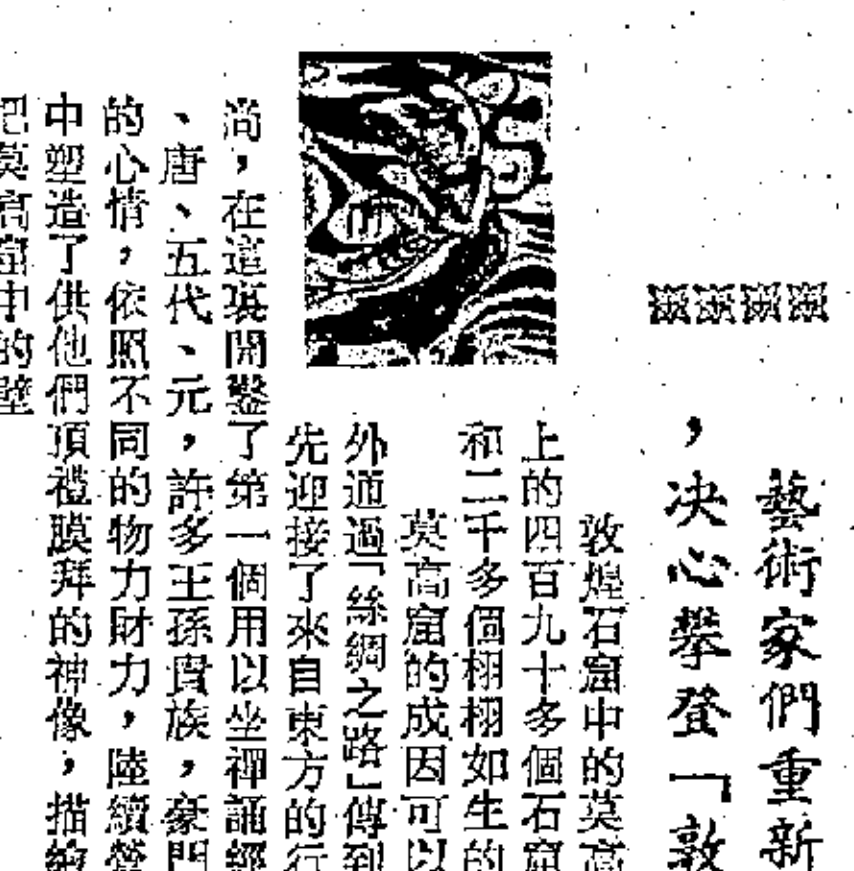 藝術家們重新
，决心攀登「敦
敦煌石窟中的莫高
上的四百九十多個石窟
和二千多個栩栩如生的
莫高窟的成因可以
外通過「絲綢之路」傳到
先迎接了來自東方的行
尚，在這裏開鑿了第一個用以坐禪誦經
、唐、五代、元，許多王孫貴族，豪門
的心情，依照不同的物力財力，陸續營
中塑造了供他們頂禮膜拜的神像，描繪
把莫高窟中的壁